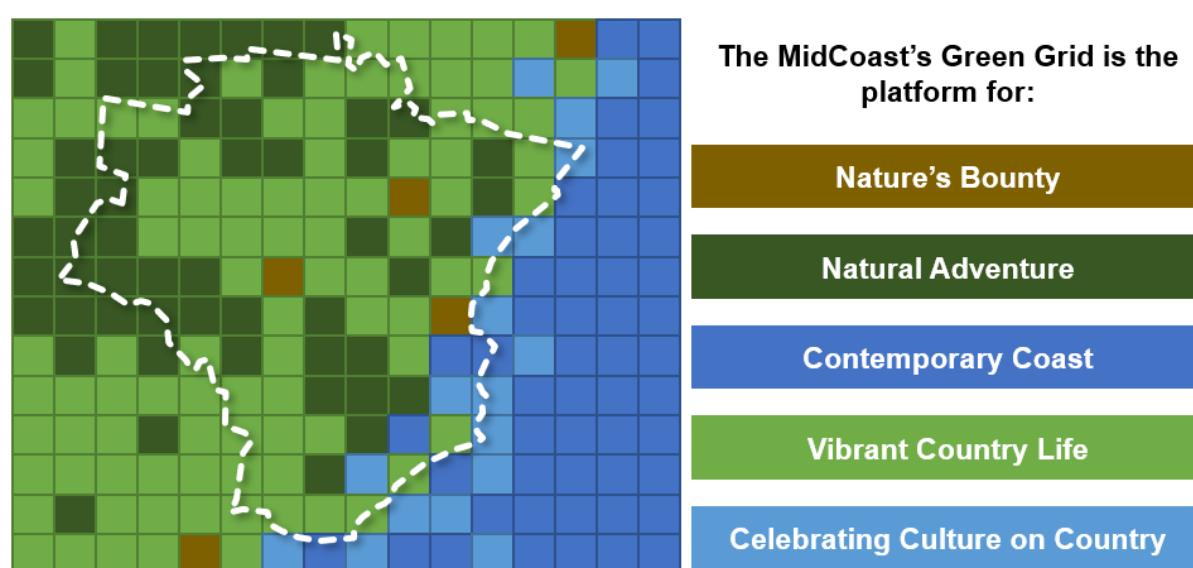 The MidCoast’s Green Grid is the
platform for:
Nature’s Bounty
Natural Adventure
Contemporary Coast
Vibrant Country Life
Celebrating Culture on Country